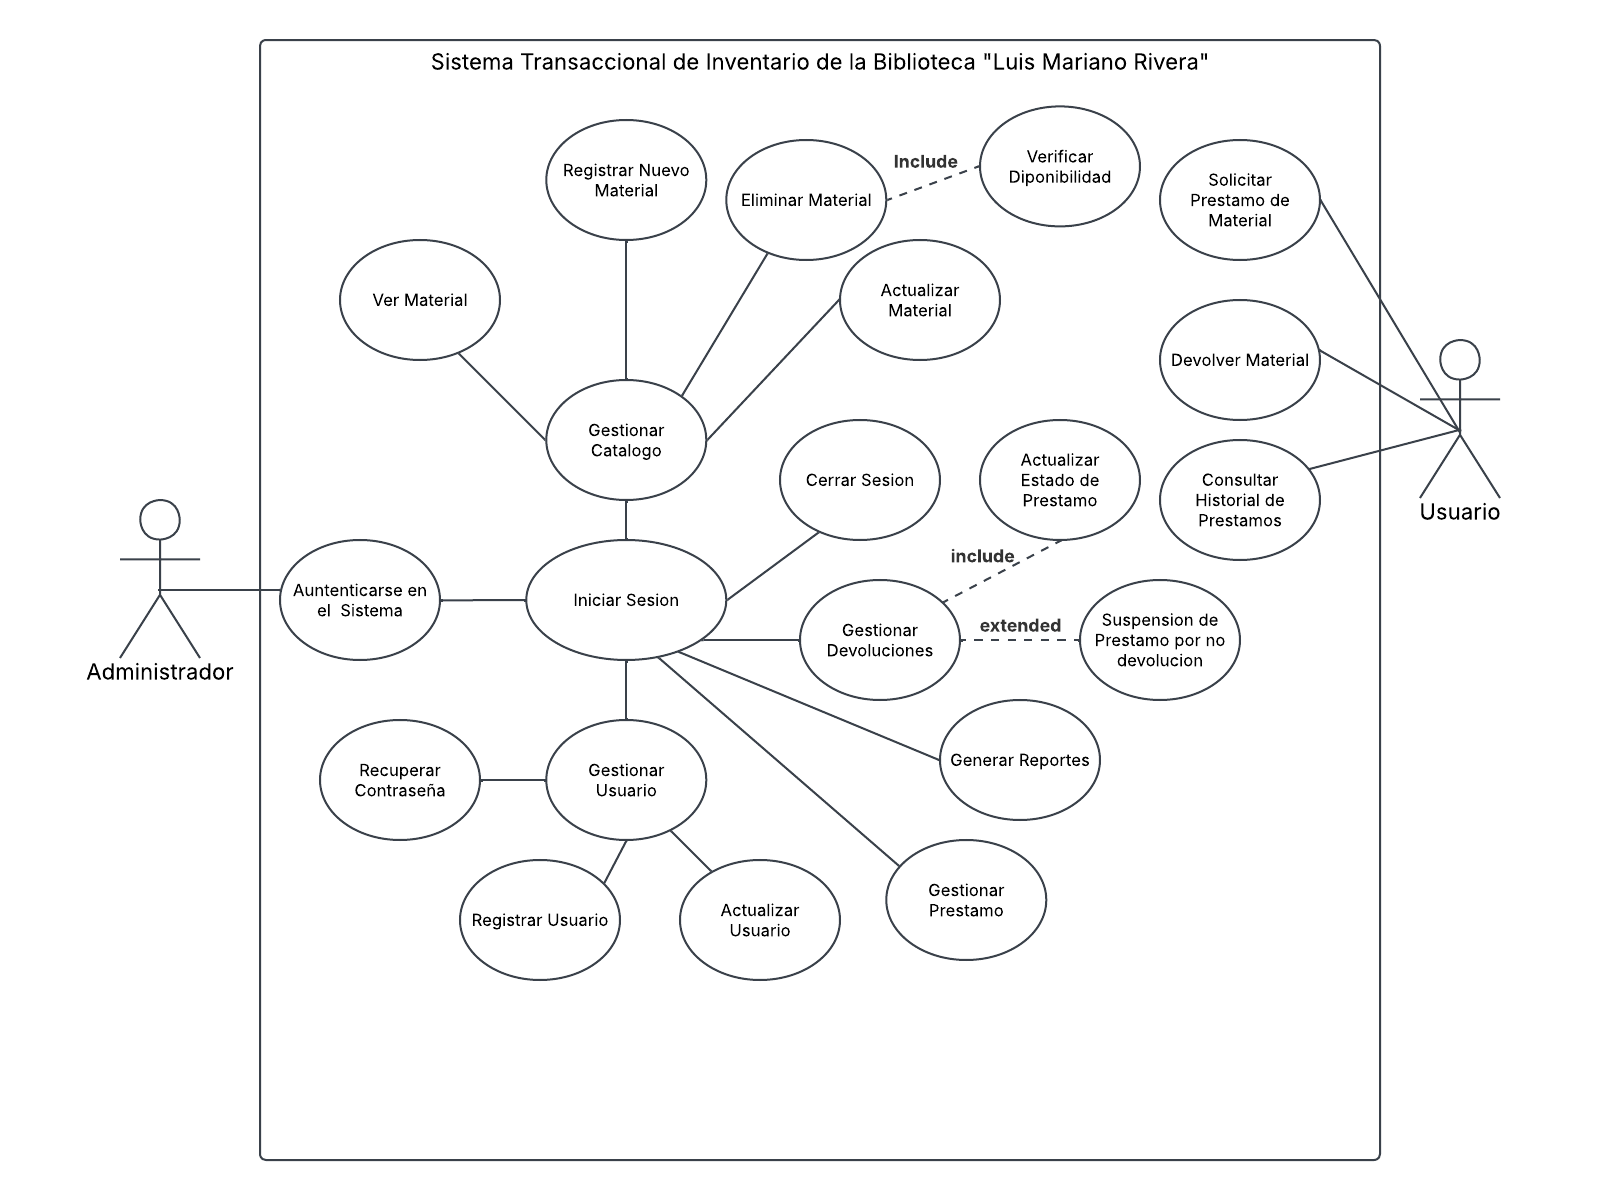 Sistema Transaccional de Inventario de la Biblioteca "Luis Mariano Rivera"
Registrar Nuevo
Material
Eliminar Material
Include
Verificar
Diponibilidad
Solicitar
Prestamo de
Material
Ver Material
Actualizar
Material
Devolver Material
Gestionar
Catalogo
Cerrar Sesion
Actualizar
Estado de
Prestamo
Consultar
Historial de
Prestamos
Usuario
Administrador
Auntenticarse en
el  Sistema
Iniciar Sesion
include
Gestionar
Devoluciones
extended
Suspension de
Prestamo por no
devolucion
Recuperar
Contraseña
Gestionar
Usuario
Generar Reportes
Registrar Usuario
Actualizar
Usuario
Gestionar
Prestamo